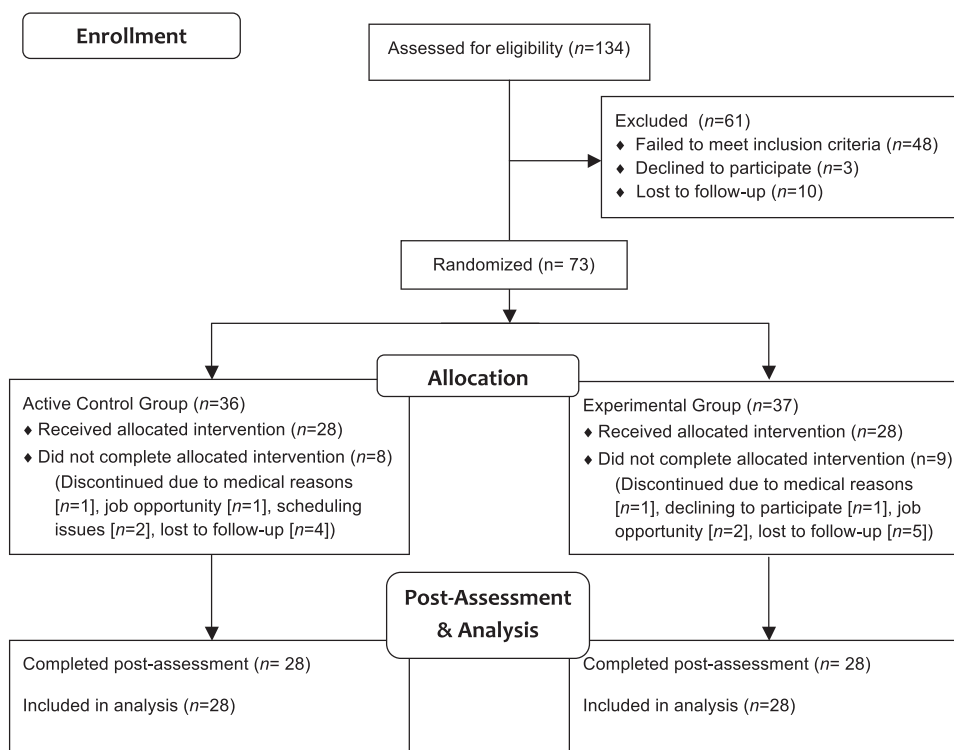 Enrollment
Assessed for eligibility (n=134)
Excluded (n=61)
♦ Failed to meet inclusion criteria (n=48)
♦ Declined to participate (n=3)
♦ Lost to follow-up (n=10)
Randomized (n= 73)
Allocation
Active Control Group (n=36)
♦ Received allocated intervention (n=28)
♦ Did not complete allocated intervention (n=8)
(Discontinued due to medical reasons
[n=1], job opportunity [n=1], scheduling
issues [n=2], lost to follow-up [n=4])
Experimental Group (n=37)
♦ Received allocated intervention (n=28)
♦ Did not complete allocated intervention (n=9)
(Discontinued due to medical reasons
[n=1], declining to participate [n=1], job
opportunity [n=2], lost to follow-up [n=5])
Post-Assessment
& Analysis
Completed post-assessment (n= 28)
Included in analysis (n=28)
Completed post-assessment (n= 28)
Included in analysis (n=28)